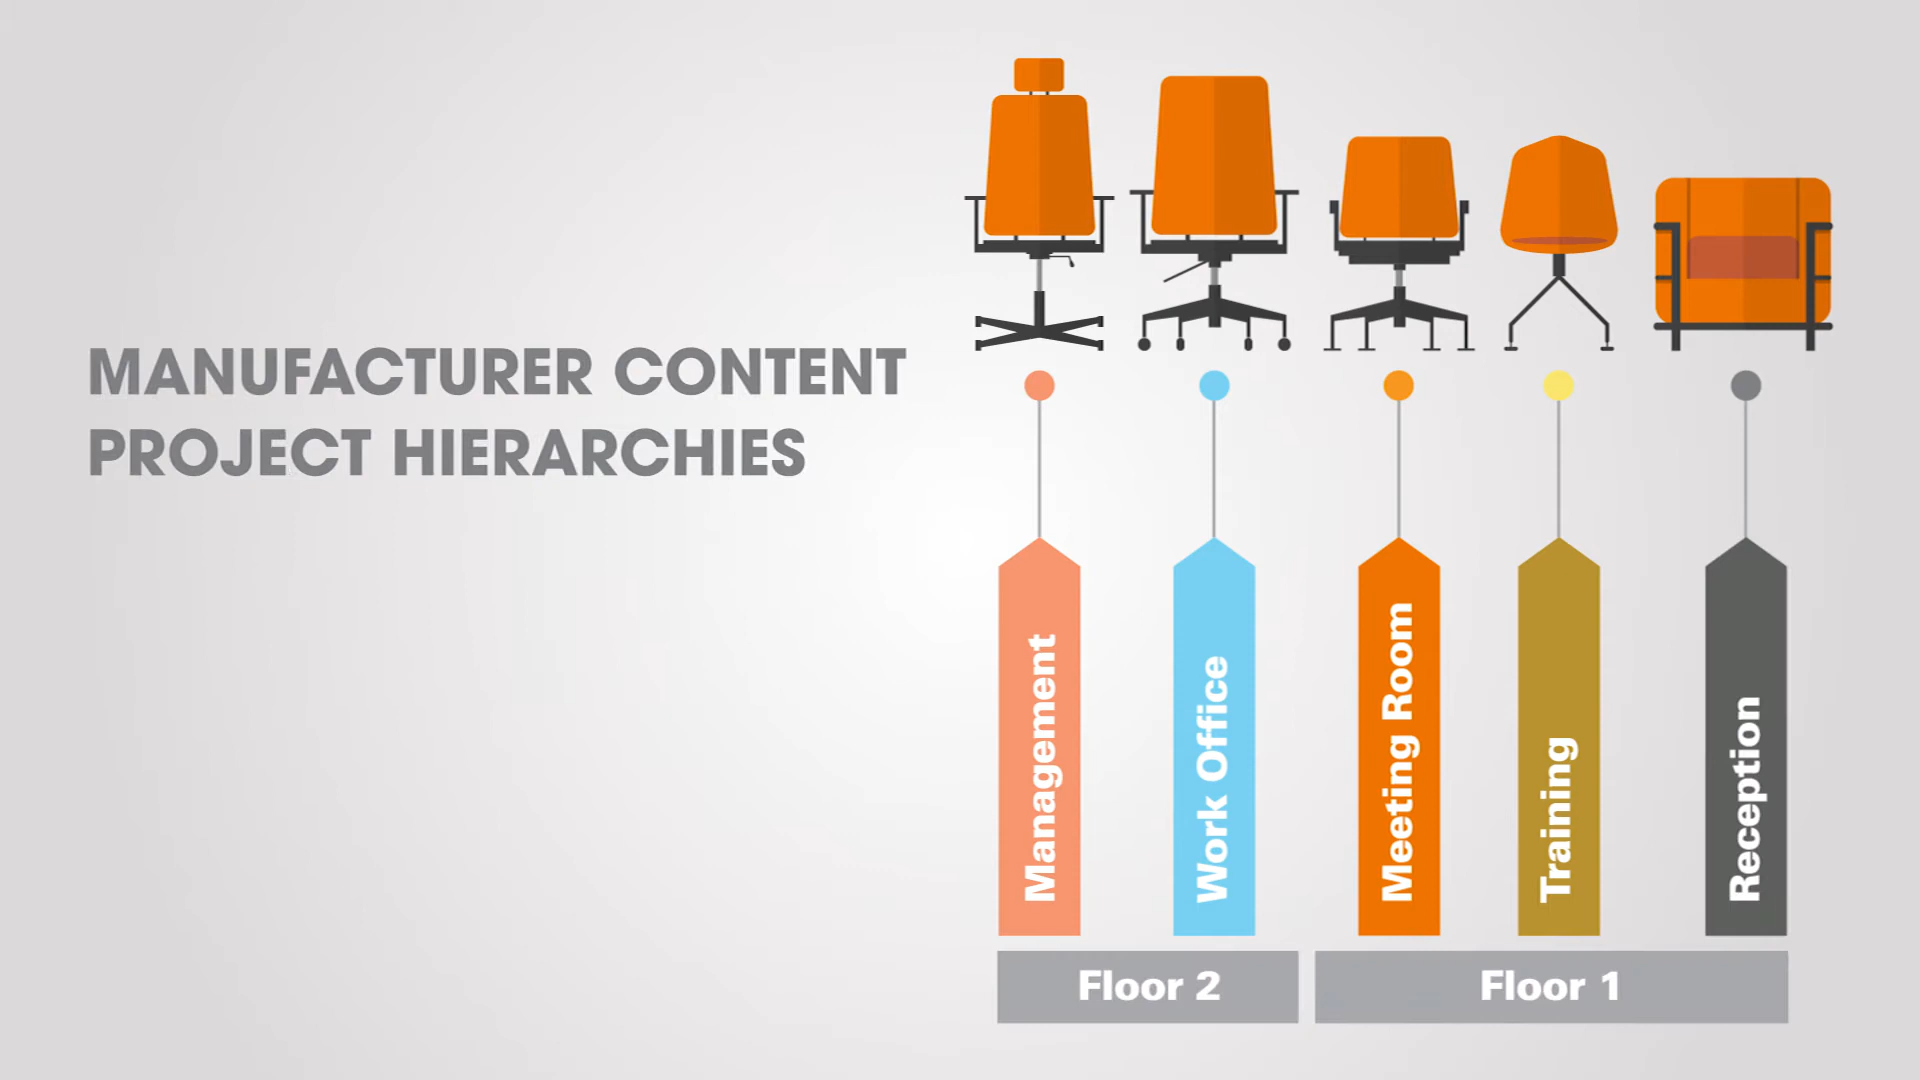 MANUFACTURER CONTENT
PROJECT HIERARCHIES
Management
Work Office
Meeting Room
Training
Reception
Floor 2
Floor 1